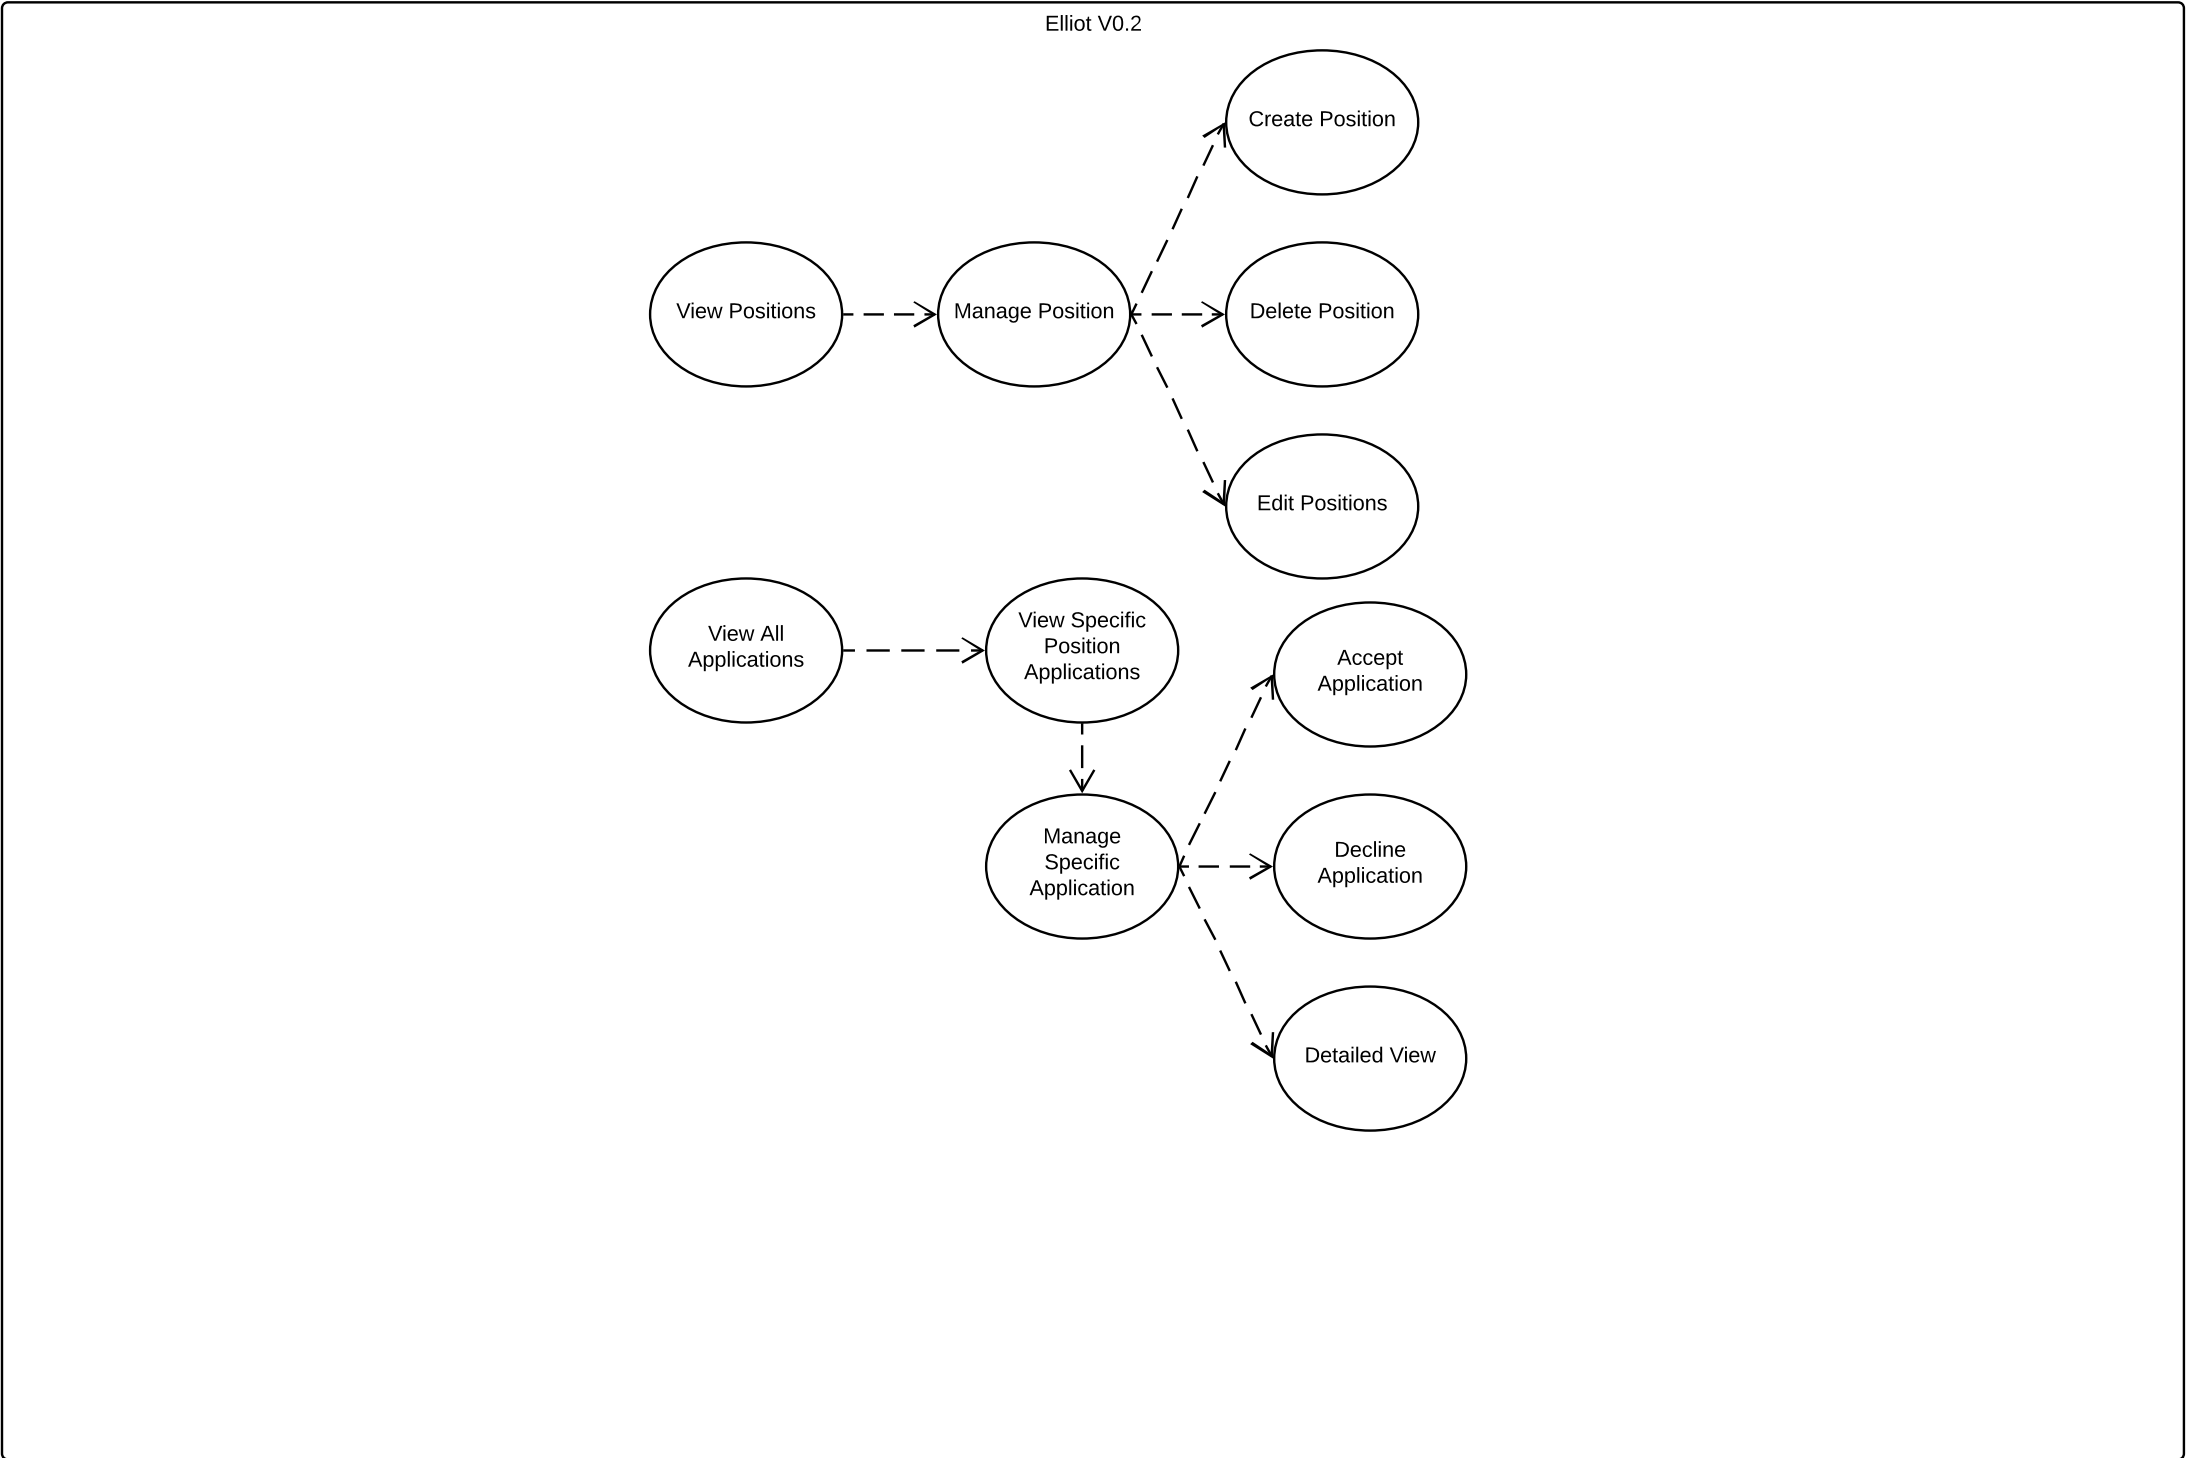 Elliot V0.2
Create Position
View Positions
Manage Position
Delete Position
Edit Positions
View All
Applications
View Specific
Position
Applications
Accept
Application
Manage
Specific
Application
Decline
Application
Detailed View